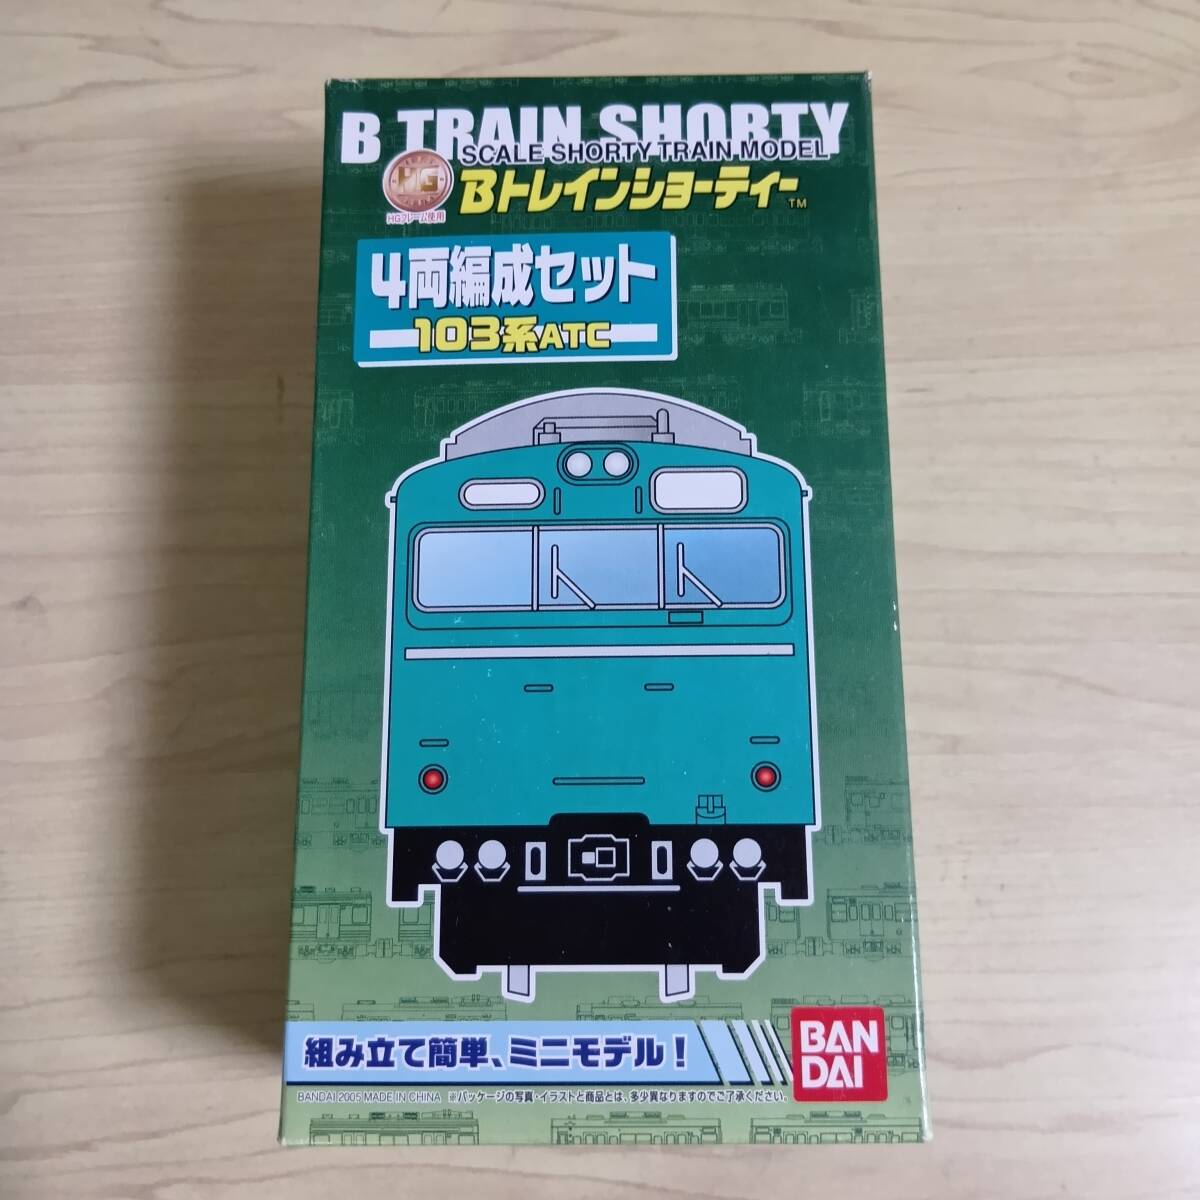 B TRAIN SHORTY
SCALE SHORTY TRAIN MODEL
HG
HGフレーム使用
BトレインショーティーTM
4両編成セット
103系ATC
組み立て簡単、ミニモデル!
BAN
DAI
BANDAI 2005 MADE IN CHINA ※パッケージの写真・イラストと商品とは、多少異なりますのでご了承ください。